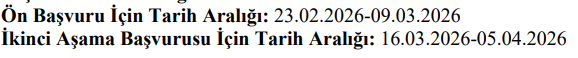 Ön Başvuru İçin Tarih Aralığı: 23.02.2026-09.03.2026
İkinci Aşama Başvurusu İçin Tarih Aralığı: 16.03.2026-05.04.2026